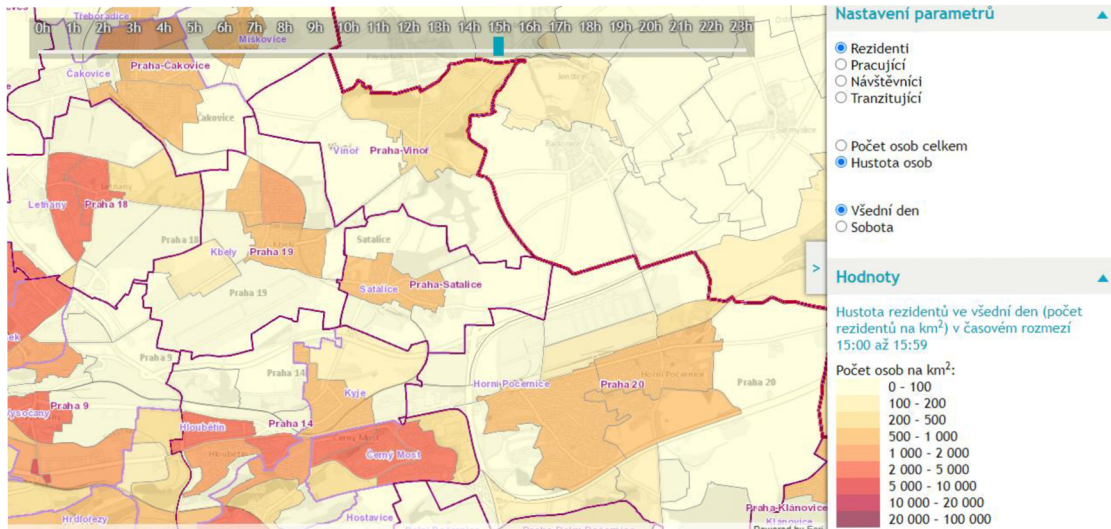 Třeboradice
0h 1h 2h 3h 4h 5h 6h 7h 8h 9h 10h 11h 12h 13h 14h 15h 16h 17h 18h 19h 20h 21h 22h 23h
Miškovice
Praha-Čakovice
Čakovice
Čakovice
Vinoř Praha-Vinoř
Letňany Praha 18
Praha 18
Kbely Praha 19
Satalice
Satalice Praha-Satalice
Praha 19
Praha 9
Praha 14
Horní Počernice
Praha 20
Horní Počernice
Praha 20
Kyje
Vysočany Praha 9
Hloubětín
Praha 14
Hloubětín
Černý Most
Černý Most
Hostavice
Hrdlořezy
Praha-Klánovice
Klánovice
Powered by Esri
>
Nastavení parametrů
Rezidenti
Pracující
Návštěvníci
Tranzitující
Počet osob celkem
Hustota osob
Všední den
Sobota
Hodnoty
Hustota rezidentů ve všední den (počet
rezidentů na km²) v časovém rozmezí
15:00 až 15:59
Počet osob na km²:
0 - 100
100 - 200
200 - 500
500 - 1 000
1 000 - 2 000
2 000 - 5 000
5 000 - 10 000
10 000 - 20 000
20 000 - 100 000